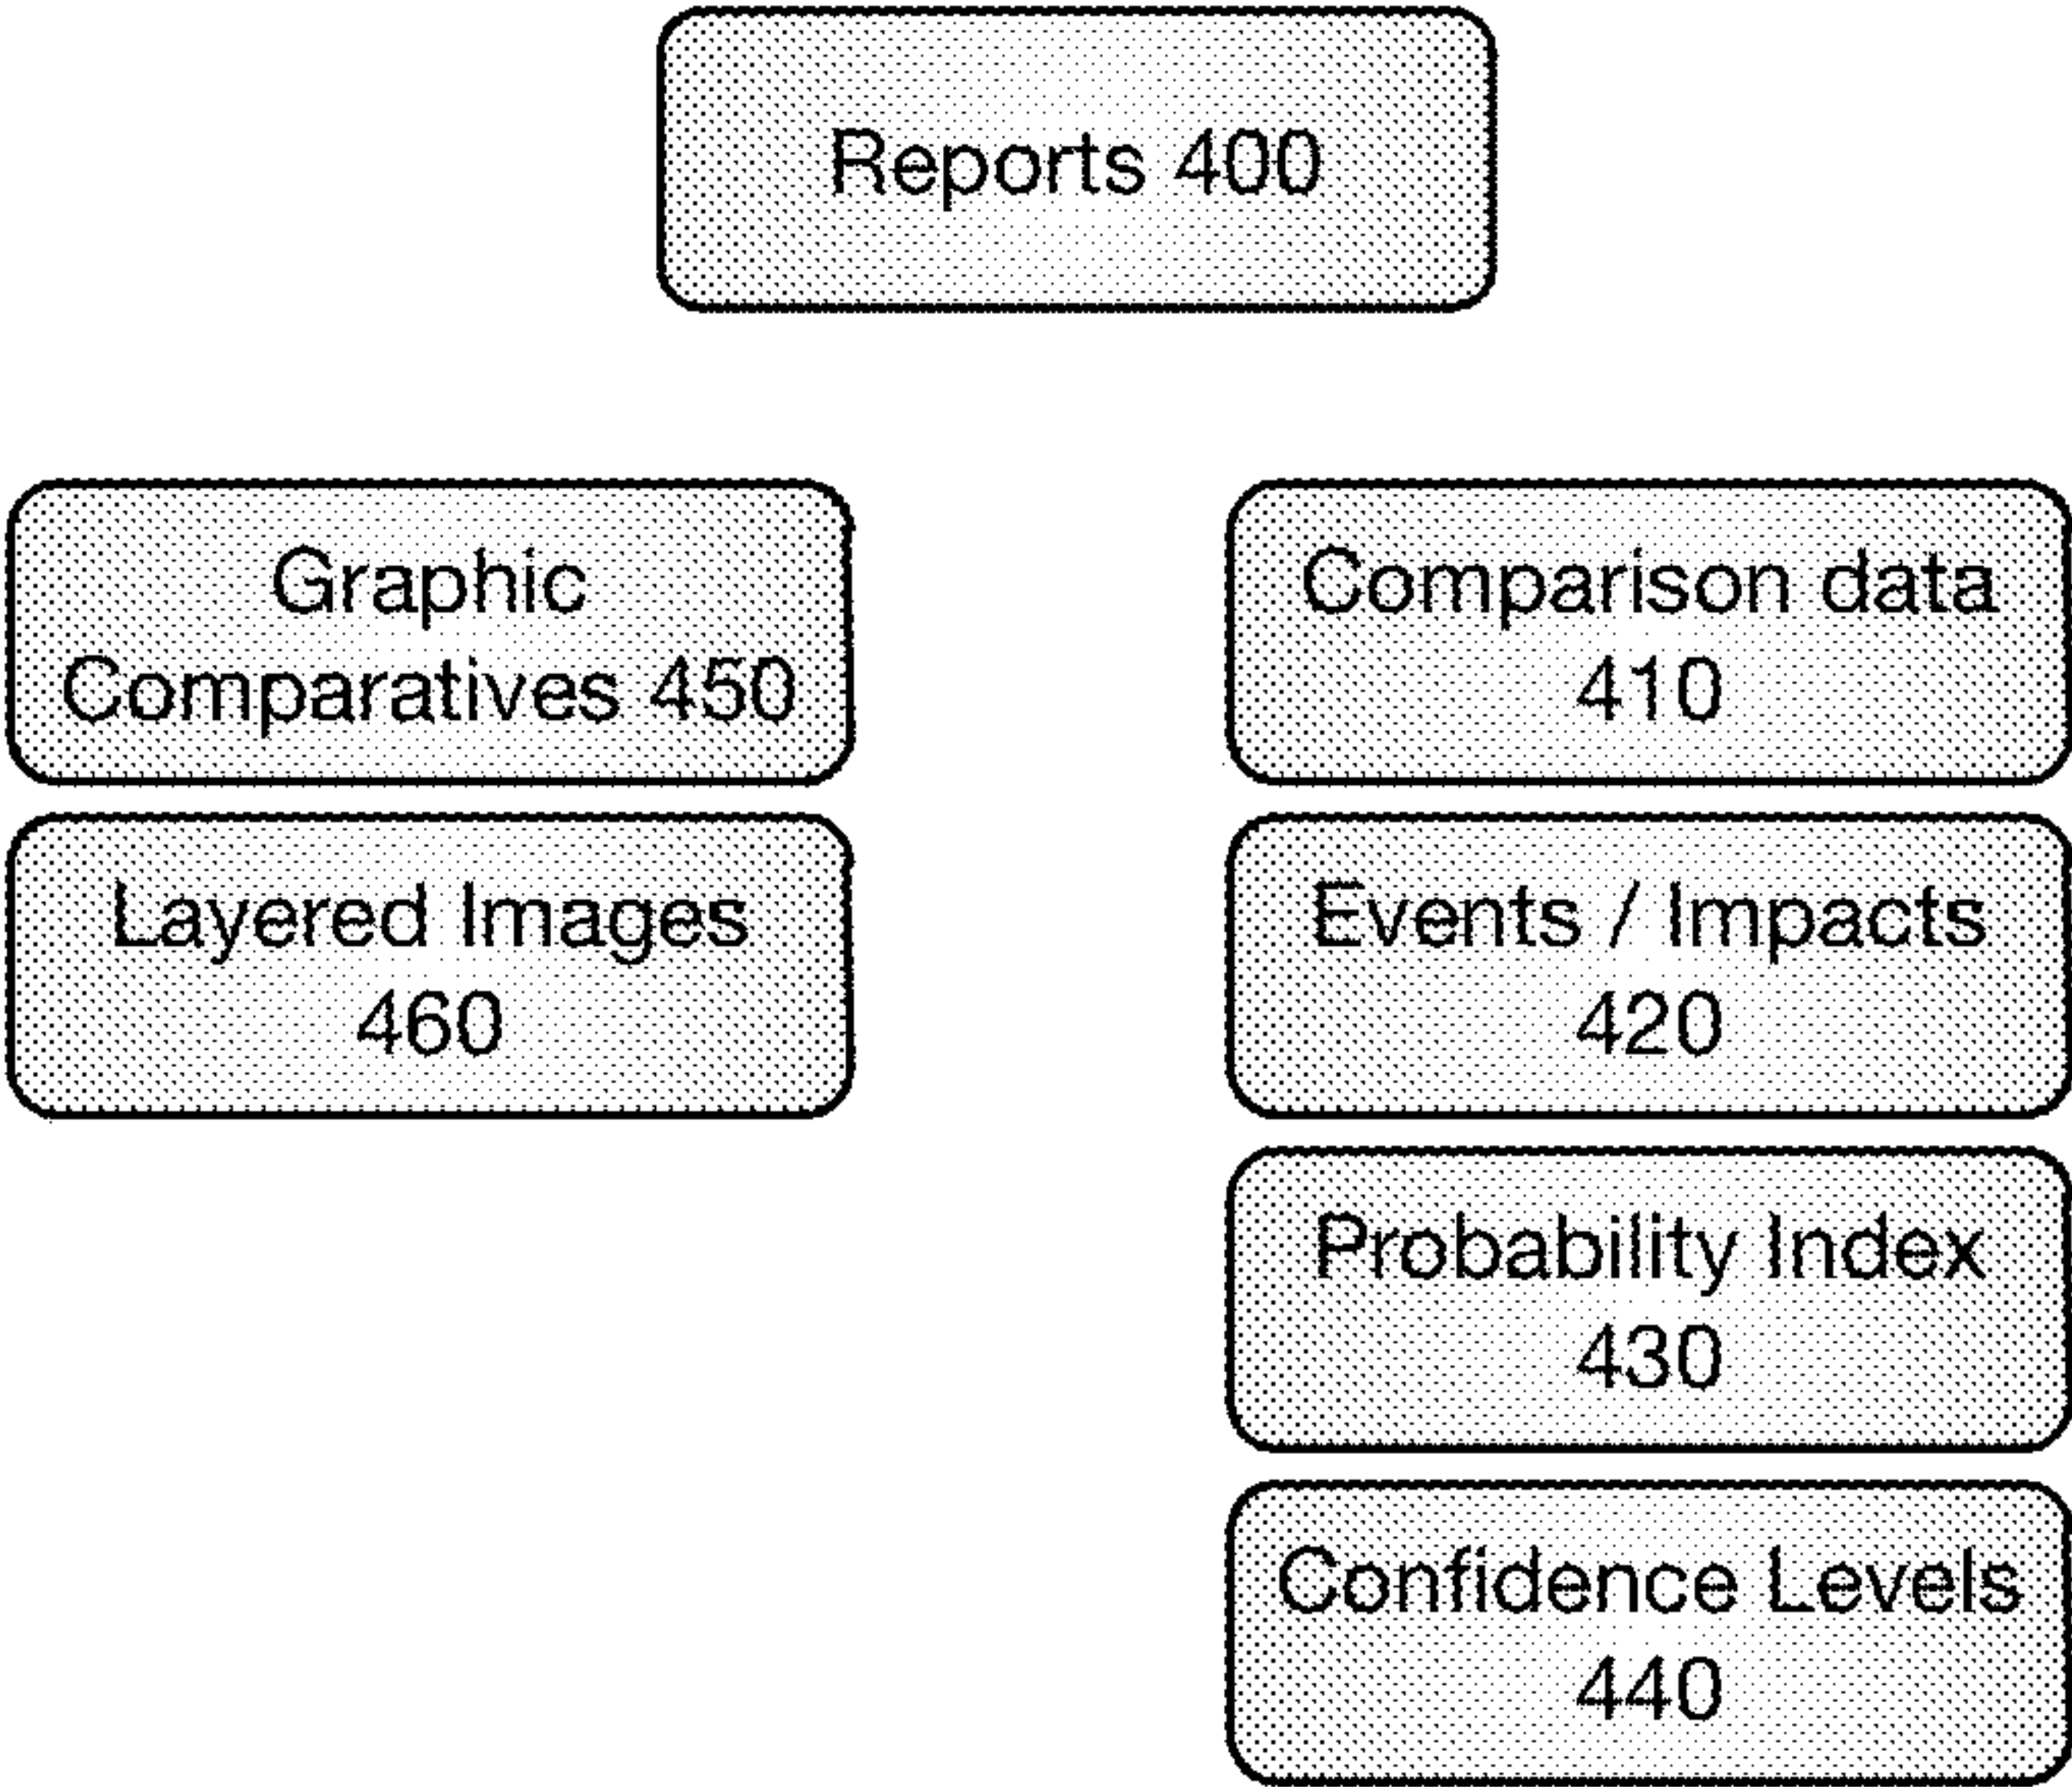 Reports 400
Graphic
Comparatives 450
Layered Images
460
Comparison data
410
Events / Impacts
420
Probability Index
430
Confidence Levels
440